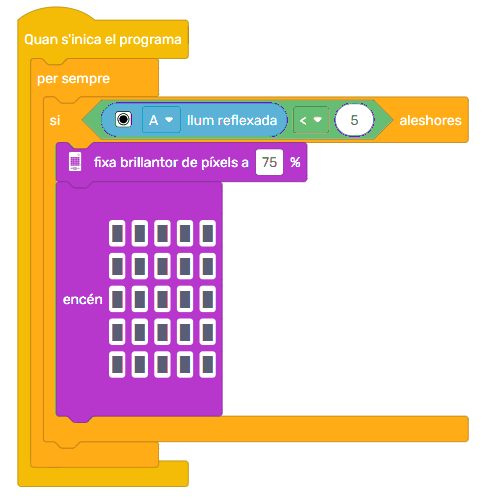 Quan s'inica el programa
per sempre
si A llum reflexada < 5 aleshores
fixa brillantor de píxels a 75 %
encén